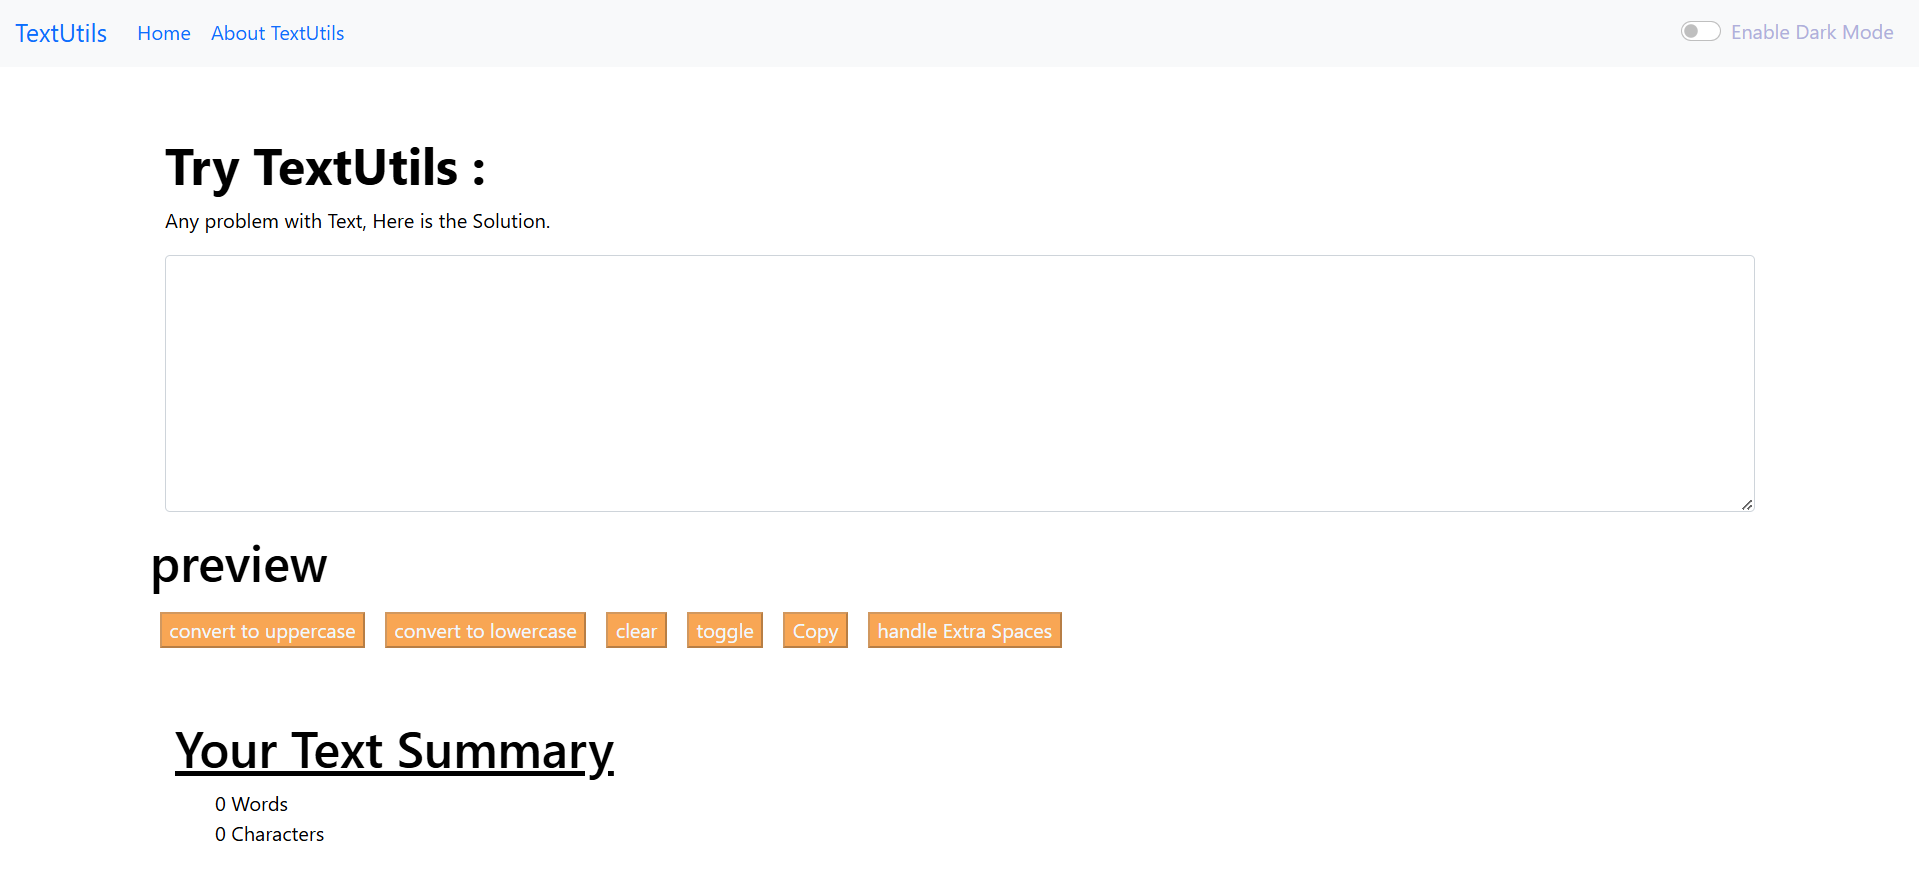 TextUtils Home About TextUtils Enable Dark Mode
Try TextUtils :
Any problem with Text, Here is the Solution.
preview
convert to uppercase convert to lowercase clear toggle Copy handle Extra Spaces
Your Text Summary
0 Words
0 Characters